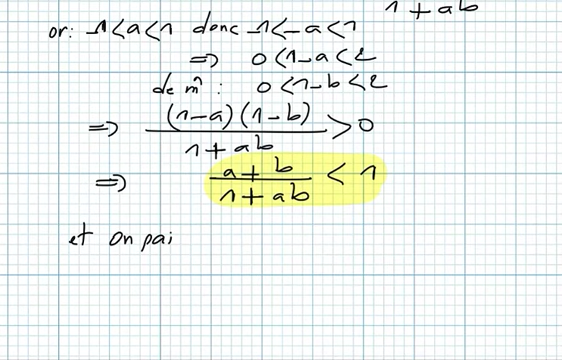 1 + ab
or: -1<a<1 donc -1<-a<1
=> 0<1-a<2
de m̂: 0<1-b<2
=> (1-a)(1-b) / 1+ab > 0
=> a+b / 1+ab < 1
et on pai